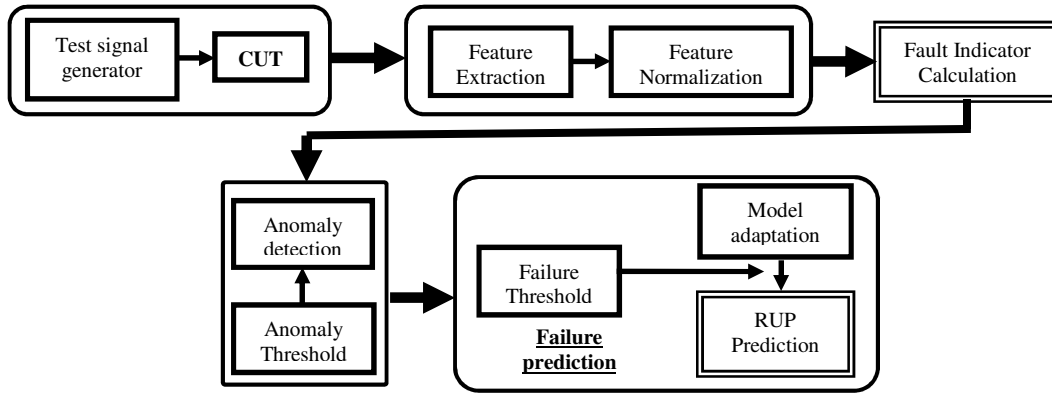 Test signal
generator
CUT
Feature
Extraction
Feature
Normalization
Fault Indicator
Calculation
Anomaly
detection
Anomaly
Threshold
Failure
Threshold
Failure
prediction
Model
adaptation
RUP
Prediction